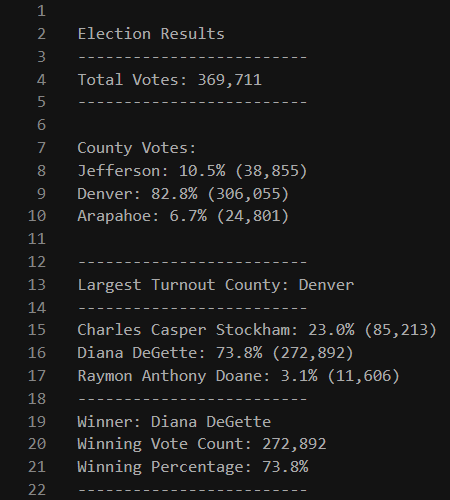 1
2 Election Results
3 -------------------------
4 Total Votes: 369,711
5 -------------------------
6
7 County Votes:
8 Jefferson: 10.5% (38,855)
9 Denver: 82.8% (306,055)
10 Arapahoe: 6.7% (24,801)
11
12 -------------------------
13 Largest Turnout County: Denver
14 -------------------------
15 Charles Casper Stockham: 23.0% (85,213)
16 Diana DeGette: 73.8% (272,892)
17 Raymon Anthony Doane: 3.1% (11,606)
18 -------------------------
19 Winner: Diana DeGette
20 Winning Vote Count: 272,892
21 Winning Percentage: 73.8%
22 -------------------------